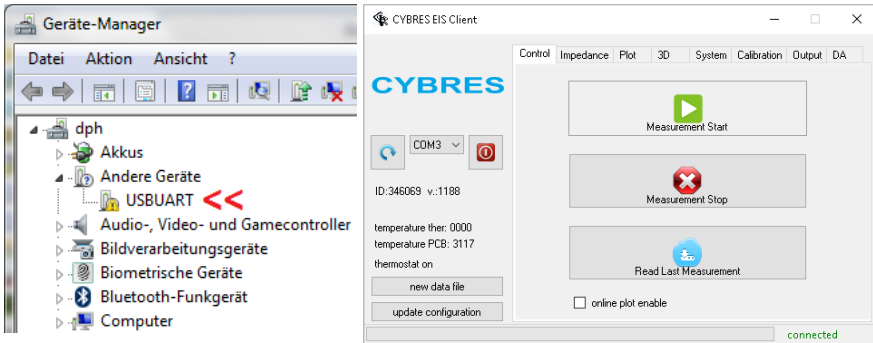 Geräte-Manager
Datei Aktion Ansicht ?
dph
Akkus
Andere Geräte
USBUART <<
Audio-, Video- und Gamecontroller
Bildverarbeitungsgeräte
Biometrische Geräte
Bluetooth-Funkgerät
Computer
CYBRES EIS Client
CYBRES
COM3
ID:346069 v.:1188
temperature ther: 0000
temperature PCB: 3117
thermostat on
new data file
update configuration
Control Impedance Plot 3D System Calibration Output DA
Measurement Start
Measurement Stop
Read Last Measurement
online plot enable
connected